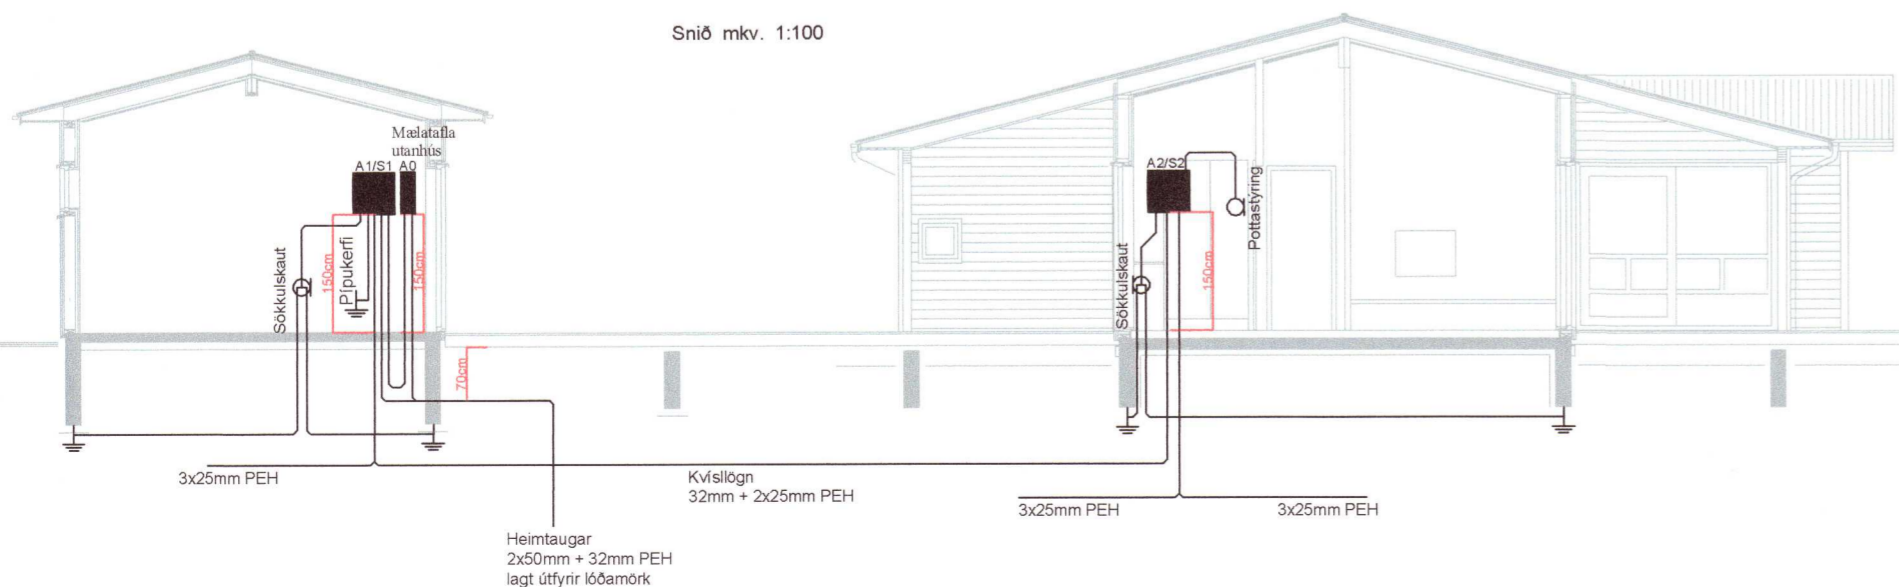 Snið mkv. 1:100
Mælatafla
utanhús
A1/S1 A0
Sökkulskaut
150cm
Pípukerfi
150cm
70cm
A2/S2
Pottastýring
Sökkulskaut
150cm
3x25mm PEH
Kvísllögn
32mm + 2x25mm PEH
3x25mm PEH
3x25mm PEH
Heimtaugar
2x50mm + 32mm PEH
lagt útfyrir lóðamörk